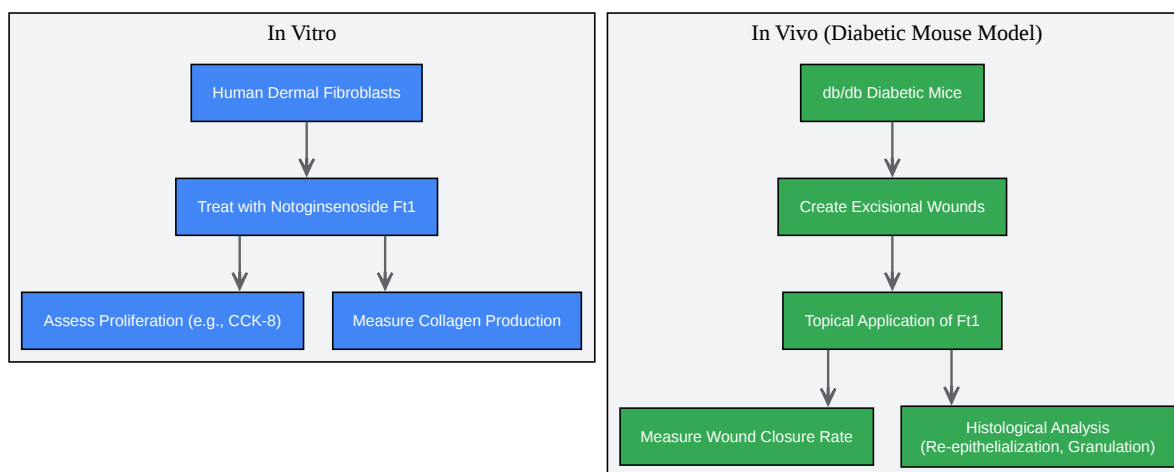 In Vitro
Human Dermal Fibroblasts
Treat with Notoginsenoside Ft1
Assess Proliferation (e.g., CCK-8)
Measure Collagen Production
In Vivo (Diabetic Mouse Model)
db/db Diabetic Mice
Create Excisional Wounds
Topical Application of Ft1
Measure Wound Closure Rate
Histological Analysis
(Re-epithelialization, Granulation)